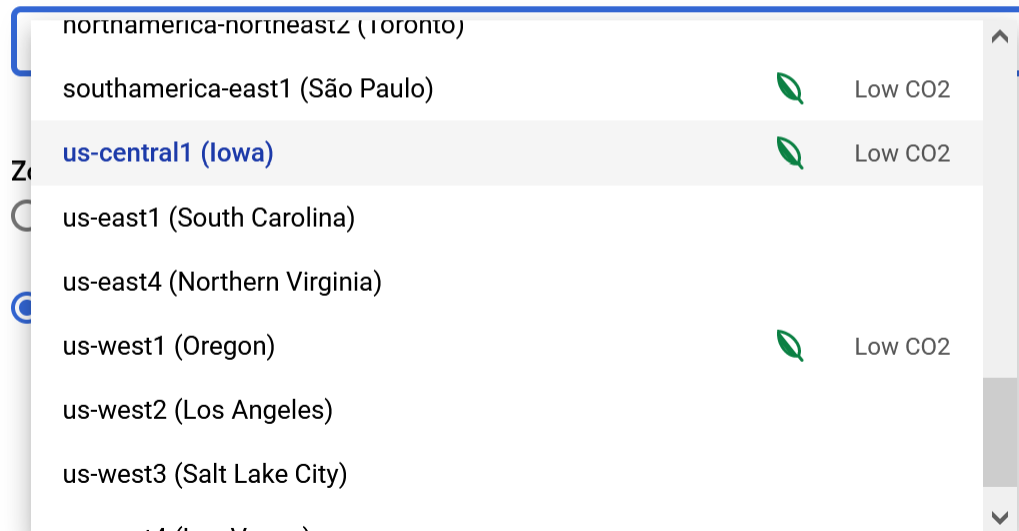 northamerica-northeast2 (Toronto)
southamerica-east1 (São Paulo) Low CO2
us-central1 (Iowa) Low CO2
us-east1 (South Carolina)
us-east4 (Northern Virginia)
us-west1 (Oregon) Low CO2
us-west2 (Los Angeles)
us-west3 (Salt Lake City)